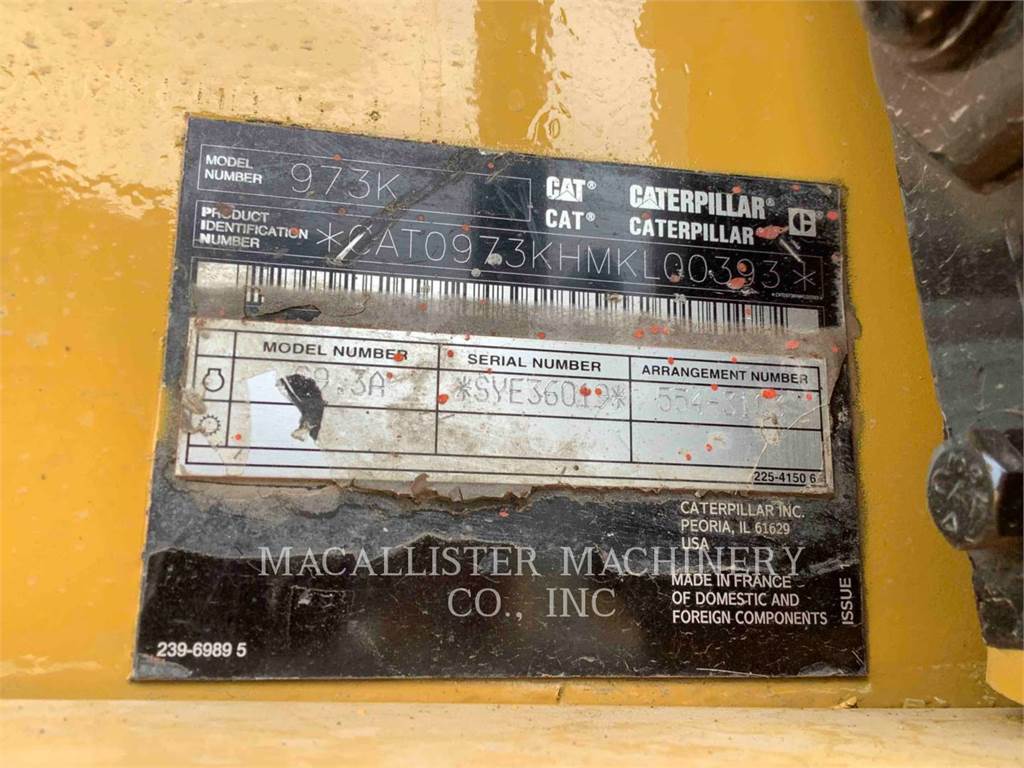 MODEL NUMBER 973K
CAT® CATERPILLAR®
CAT® CATERPILLAR
PRODUCT IDENTIFICATION NUMBER *CAT0973KHMKL00393*
MODEL NUMBER SERIAL NUMBER ARRANGEMENT NUMBER
*SYE36019*
225-4150 6
CATERPILLAR INC.
PEORIA, IL 61629
USA
MACALLISTER MACHINERY
CO., INC
MADE IN FRANCE
OF DOMESTIC AND
FOREIGN COMPONENTS
ISSUE
239-6989 5